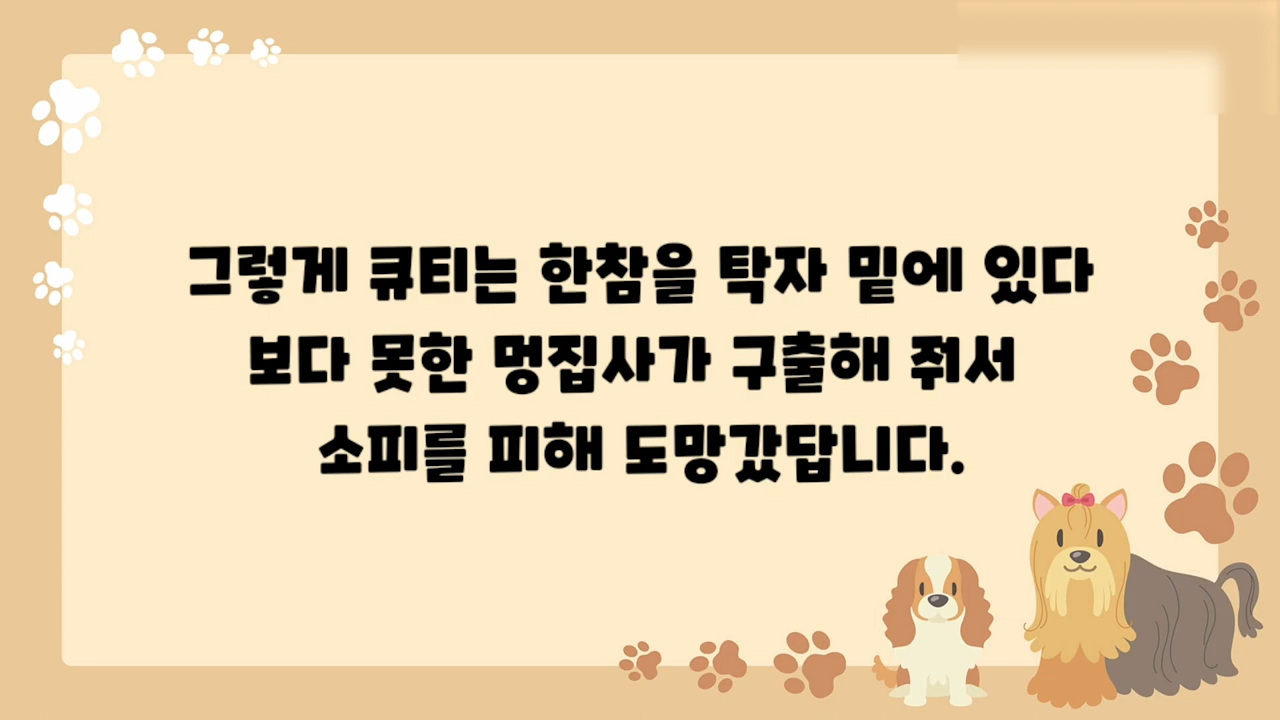 그렇게 큐티는 한참을 탁자 밑에 있다
보다 못한 멍집사가 구출해 줘서
소피를 피해 도망갔답니다.